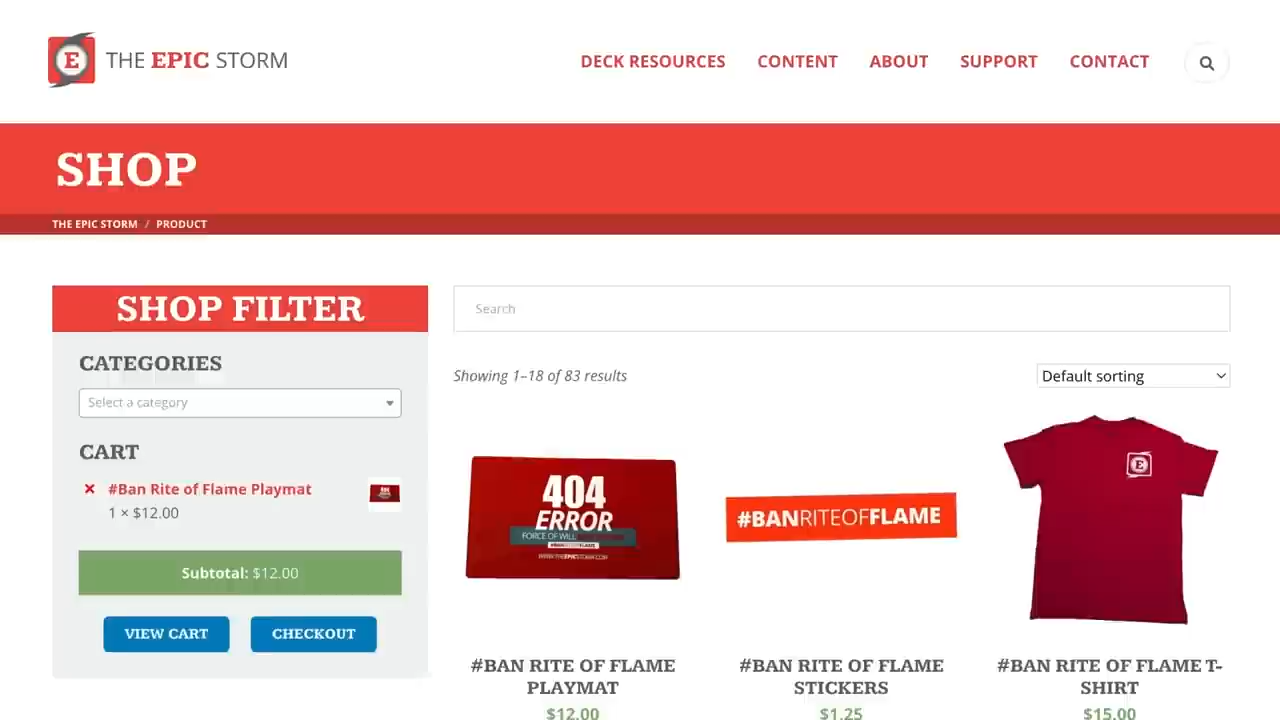 E THE EPIC STORM
DECK RESOURCES CONTENT ABOUT SUPPORT CONTACT
SHOP
THE EPIC STORM / PRODUCT
SHOP FILTER
CATEGORIES
Select a category
CART
× #Ban Rite of Flame Playmat
1 × $12.00
Subtotal: $12.00
VIEW CART CHECKOUT
Search
Showing 1–18 of 83 results
Default sorting
404
ERROR
FORCE OF WILL
#BANRITEOFFLAME
WWW.THEEPICSTORM.COM
#BAN RITE OF FLAME
PLAYMAT
$12.00
#BANRITEOFFLAME
#BAN RITE OF FLAME
STICKERS
$1.25
E
#BAN RITE OF FLAME T-
SHIRT
$15.00